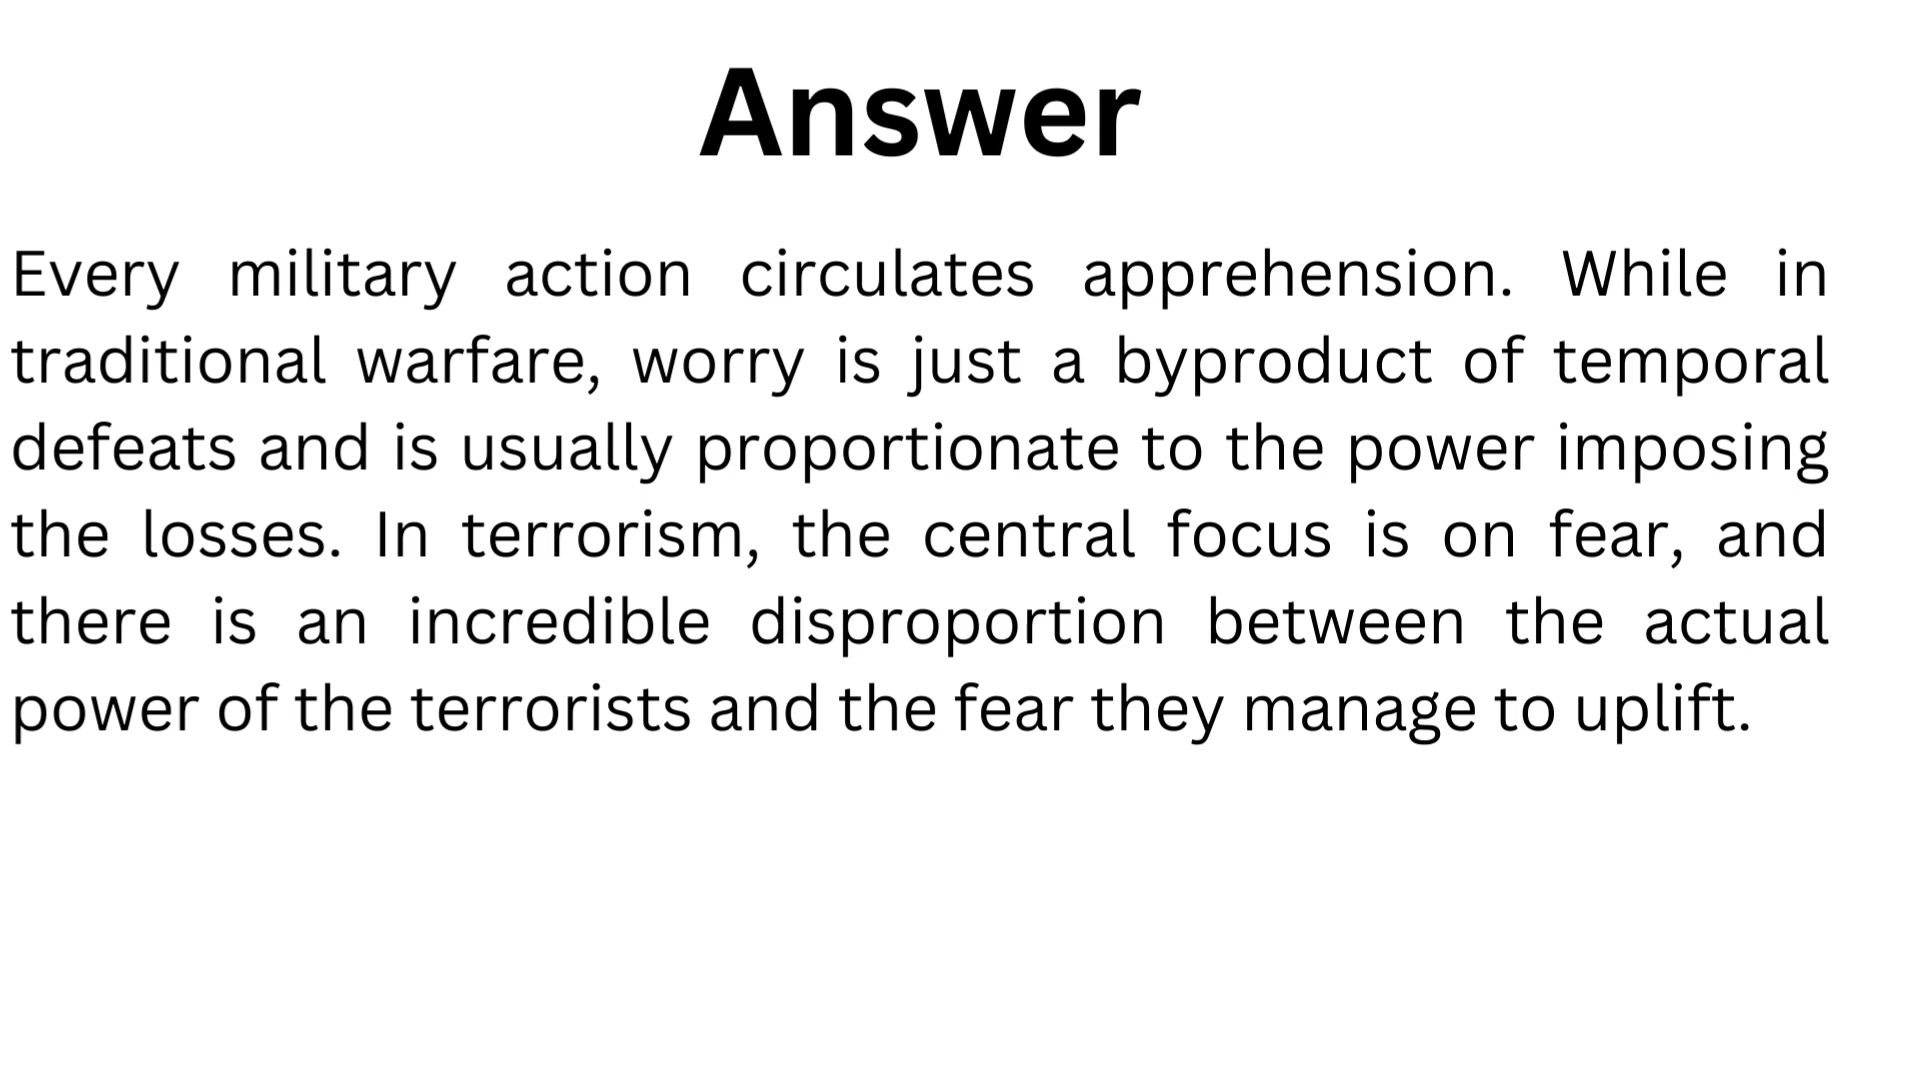 Answer
Every military action circulates apprehension. While in
traditional warfare, worry is just a byproduct of temporal
defeats and is usually proportionate to the power imposing
the losses. In terrorism, the central focus is on fear, and
there is an incredible disproportion between the actual
power of the terrorists and the fear they manage to uplift.